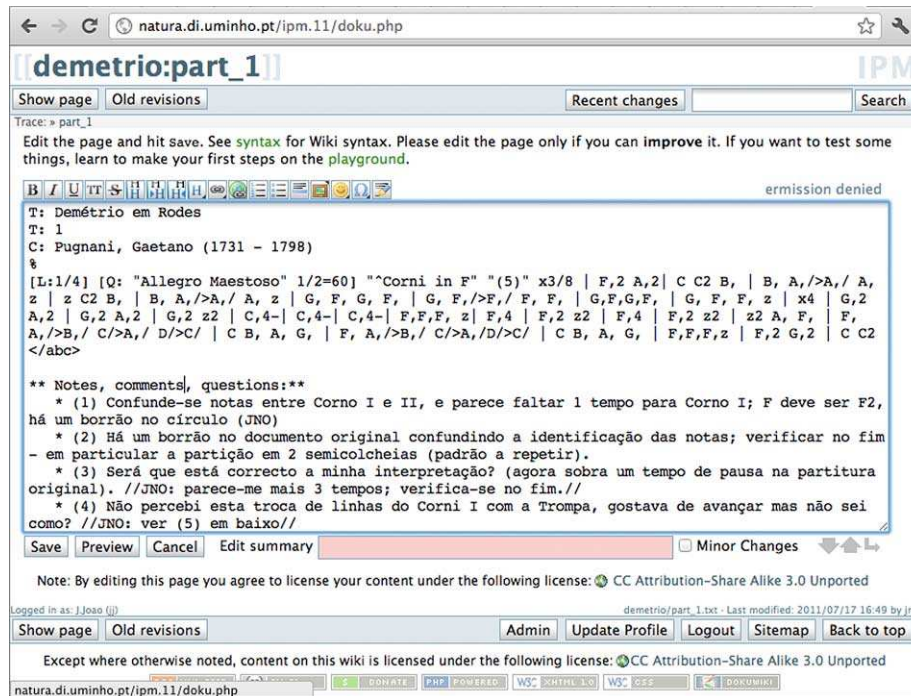 natura.di.uminho.pt/ipm.11/doku.php
[[demetrio:part_1]]
IPM
Show page Old revisions Recent changes Search
Trace: » part_1
Edit the page and hit Save. See syntax for Wiki syntax. Please edit the page only if you can improve it. If you want to test some
things, learn to make your first steps on the playground.
B I U TT S H H H H ermission denied
T: Demétrio em Rodes
T: 1
C: Pugnani, Gaetano (1731 - 1798)
%
[L:1/4] [Q: "Allegro Maestoso" 1/2=60] "^Corni in F" "(5)" x3/8 | F,2 A,2| C C2 B, | B, A,/>A,/ A,
z | z C2 B, | B, A,/>A,/ A, z | G, F, G, F, | G, F,/>F,/ F, F, | G,F,G,F, | G, F, F, z | x4 | G,2
A,2 | G,2 A,2 | G,2 z2 | C,4-| C,4-| C,4-| F,F,F, z| F,4 | F,2 z2 | F,4 | F,2 z2 | z2 A, F, | F,
A,/>B,/ C/>A,/ D/>C/ | C B, A, G, | F, A,/>B,/ C/>A,/D/>C/ | C B, A, G, | F,F,F,z | F,2 G,2 | C C2
</abc>
** Notes, comments, questions:**
* (1) Confunde-se notas entre Corno I e II, e parece faltar 1 tempo para Corno I; F deve ser F2,
há um borrão no círculo (JNO)
* (2) Há um borrão no documento original confundindo a identificação das notas; verificar no fim
- em particular a partição em 2 semicolcheias (padrão a repetir).
* (3) Será que está correcto a minha interpretação? (agora sobra um tempo de pausa na partitura
original). //JNO: parece-me mais 3 tempos; verifica-se no fim.//
* (4) Não percebi esta troca de linhas do Corni I com a Trompa, gostava de avançar mas não sei
como? //JNO: ver (5) em baixo//
Save Preview Cancel Edit summary Minor Changes
Note: By editing this page you agree to license your content under the following license: CC Attribution-Share Alike 3.0 Unported
Logged in as: J.Joao (jj) demetrio/part_1.txt · Last modified: 2011/07/17 16:49 by
Show page Old revisions Admin Update Profile Logout Sitemap Back to top
Except where otherwise noted, content on this wiki is licensed under the following license: CC Attribution-Share Alike 3.0 Unported
natura.di.uminho.pt/ipm.11/doku.php DONATE PHP POWERED W3C XHTML 1.0 W3C CSS DOKUWIKI